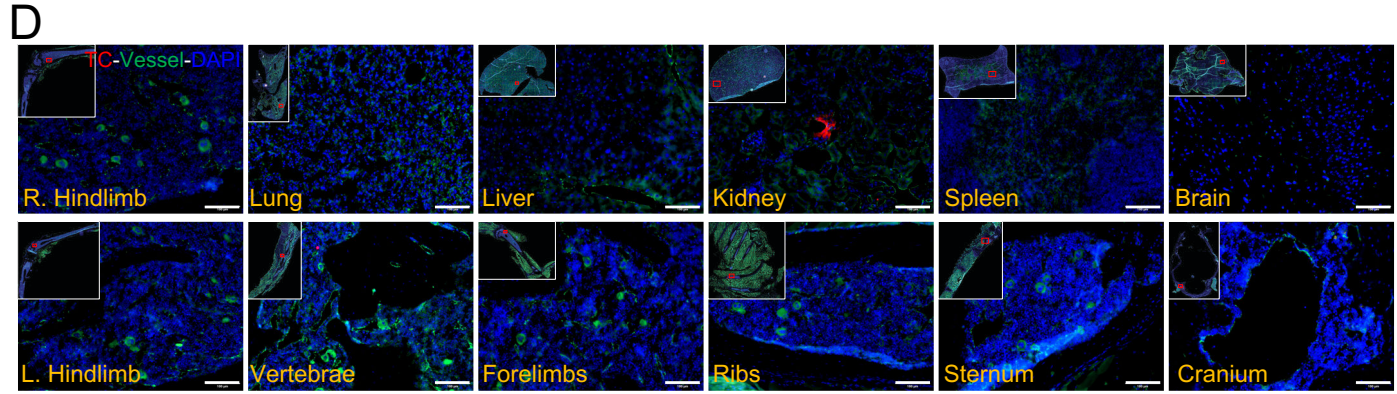 D
TC-Vessel-DAPI
R. Hindlimb
Lung
Liver
Kidney
Spleen
Brain
L. Hindlimb
Vertebrae
Forelimbs
Ribs
Sternum
Cranium